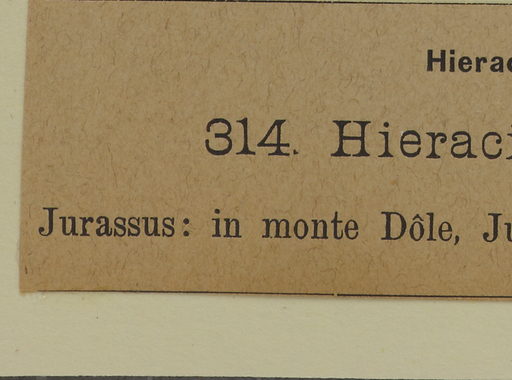 Hierac
314. Hieraci
Jurassus: in monte Dôle, Ju